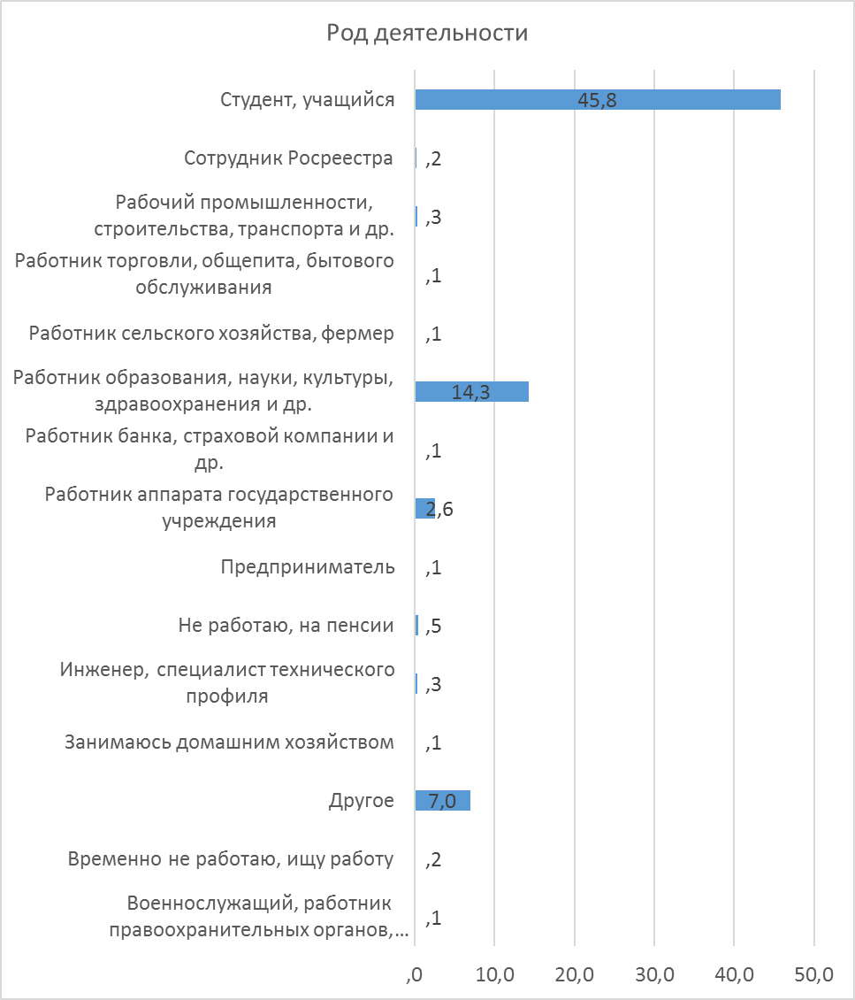 Род деятельности
Студент, учащийся
45,8
Сотрудник Росреестра
,2
Рабочий промышленности,
строительства, транспорта и др.
,3
Работник торговли, общепита, бытового
обслуживания
,1
Работник сельского хозяйства, фермер
,1
Работник образования, науки, культуры,
здравоохранения и др.
14,3
Работник банка, страховой компании и
др.
,1
Работник аппарата государственного
учреждения
2,6
Предприниматель
,1
Не работаю, на пенсии
,5
Инженер, специалист технического
профиля
,3
Занимаюсь домашним хозяйством
,1
Другое
7,0
Временно не работаю, ищу работу
,2
Военнослужащий, работник
правоохранительных органов,...
,1
,0 10,0 20,0 30,0 40,0 50,0